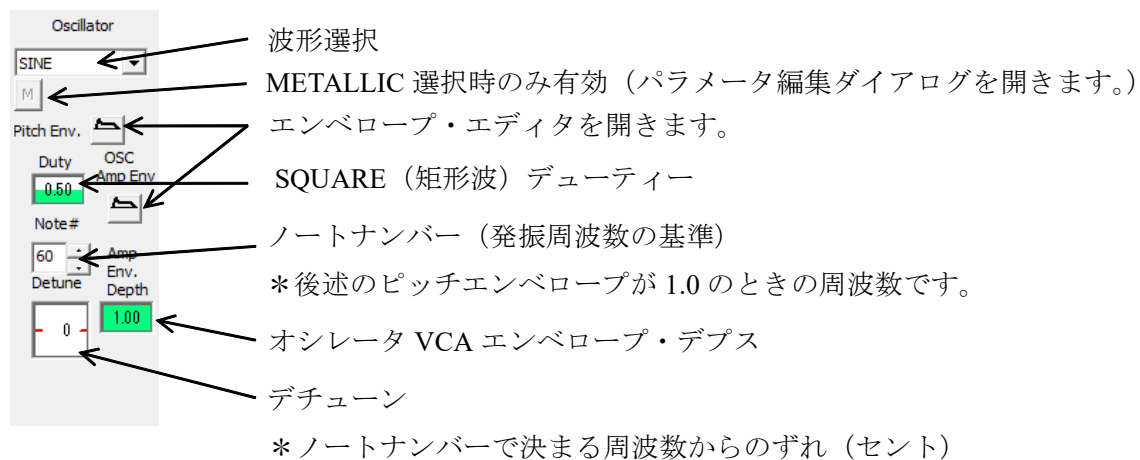 Oscillator
波形選択
SINE
METALLIC 選択時のみ有効（パラメータ編集ダイアログを開きます。）
M
エンベロープ・エディタを開きます。
Pitch Env.
Duty
OSC
Amp Env
SQUARE（矩形波）デューティー
0.50
Note#
ノートナンバー（発振周波数の基準）
60
Amp
Env.
Depth
＊後述のピッチエンベロープが 1.0 のときの周波数です。
Detune
1.00
0
オシレータ VCA エンベロープ・デプス
デチューン
＊ノートナンバーで決まる周波数からのずれ（セント）